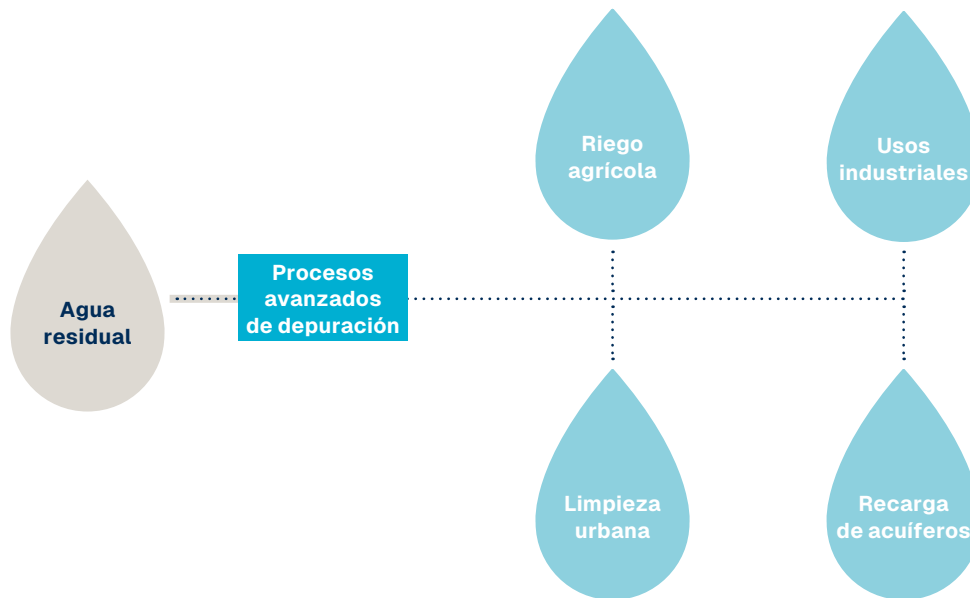 Agua
residual
Procesos
avanzados
de depuración
Riego
agrícola
Usos
industriales
Limpieza
urbana
Recarga
de acuíferos